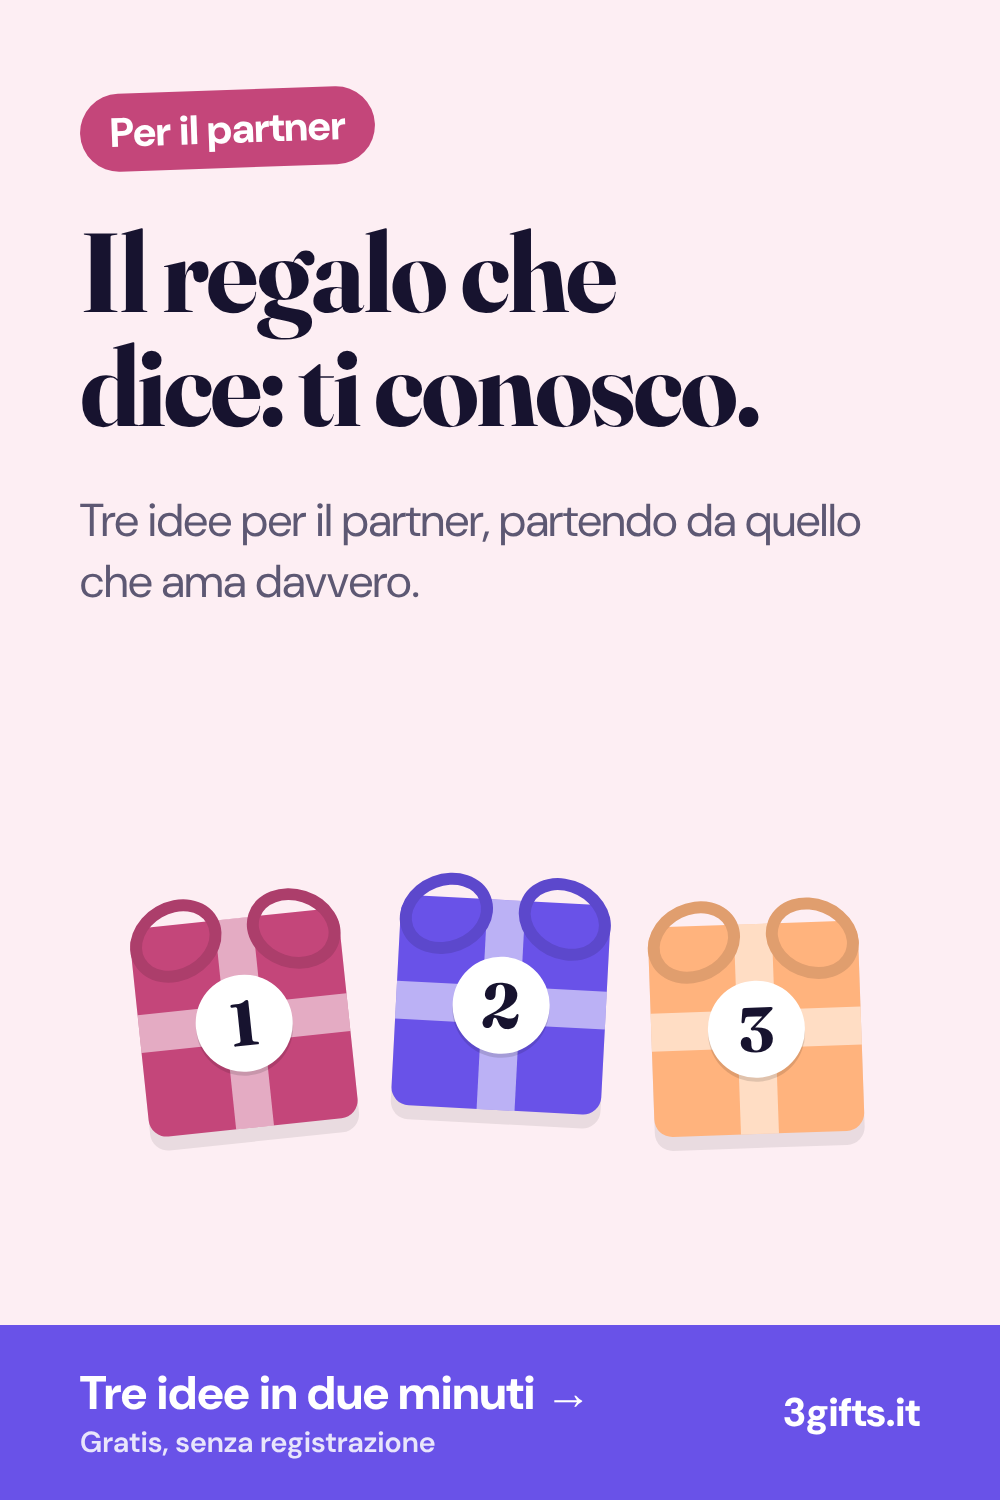 Per il partner
Il regalo che
dice: ti conosco.
Tre idee per il partner, partendo da quello
che ama davvero.
1
2
3
Tre idee in due minuti →
Gratis, senza registrazione
3gifts.it